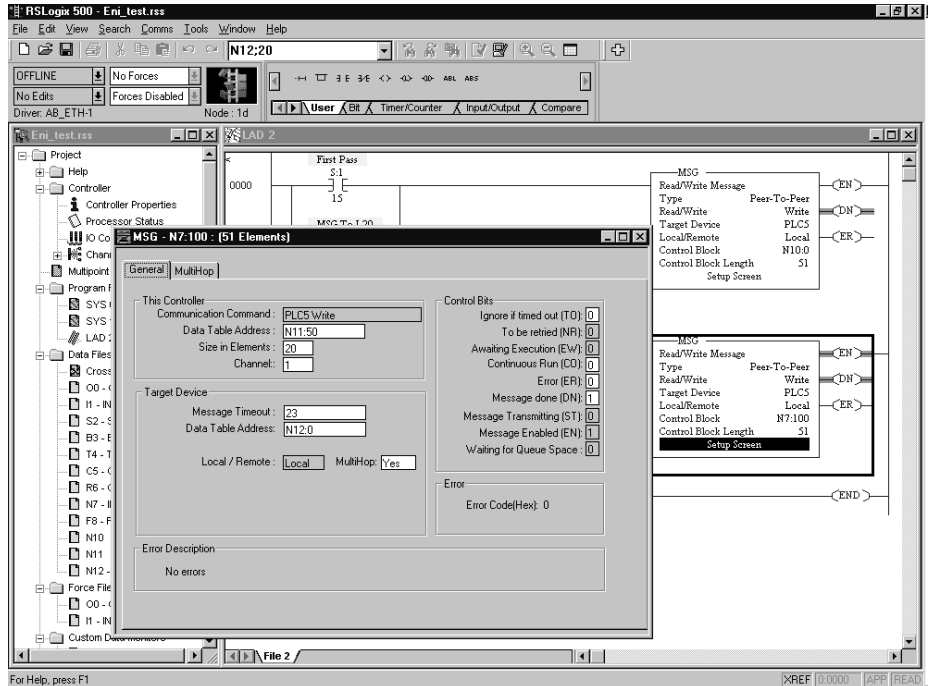 RSLogix 500 - Eni_test.rss
File Edit View Search Comms Tools Window Help
N12;20
OFFLINE No Forces
No Edits Forces Disabled
Driver: AB_ETH-1 Node : 1d
ABL ABS
User Bit Timer/Counter Input/Output Compare
Eni_test.rss
Project
Help
Controller
Controller Properties
Processor Status
IO Co
Chann
Multipoint
Program F
SYS
SYS
LAD 2
Data Files
Cross
O0 - 
I1 - IN
S2 - S
B3 - B
T4 - T
C5 - C
R6 - C
N7 - I
F8 - F
N10
N11
N12 -
Force File
O0 - 
I1 - IN
Custom Data Monitors
LAD 2
0000
First Pass
S:1
15
MSG To L20
MSG
Read/Write Message
Type Peer-To-Peer
Read/Write Write
Target Device PLC5
Local/Remote Local
Control Block N10:0
Control Block Length 51
Setup Screen
EN
DN
ER
MSG
Read/Write Message
Type Peer-To-Peer
Read/Write Write
Target Device PLC5
Local/Remote Local
Control Block N7:100
Control Block Length 51
Setup Screen
EN
DN
ER
END
MSG - N7:100 : (51 Elements)
General MultiHop
This Controller
Communication Command : PLC5 Write
Data Table Address : N11:50
Size in Elements : 20
Channel:: 1
Target Device
Message Timeout : 23
Data Table Address: N12:0
Local / Remote : Local MultiHop: Yes
Control Bits
Ignore if timed out (TO): 0
To be retried (NR): 0
Awaiting Execution (EW): 0
Continuous Run (CO): 0
Error (ER): 0
Message done (DN): 1
Message Transmitting (ST): 0
Message Enabled (EN): 1
Waiting for Queue Space : 0
Error
Error Code(Hex): 0
Error Description
No errors
File 2
For Help, press F1
XREF 0:0000 APP READ